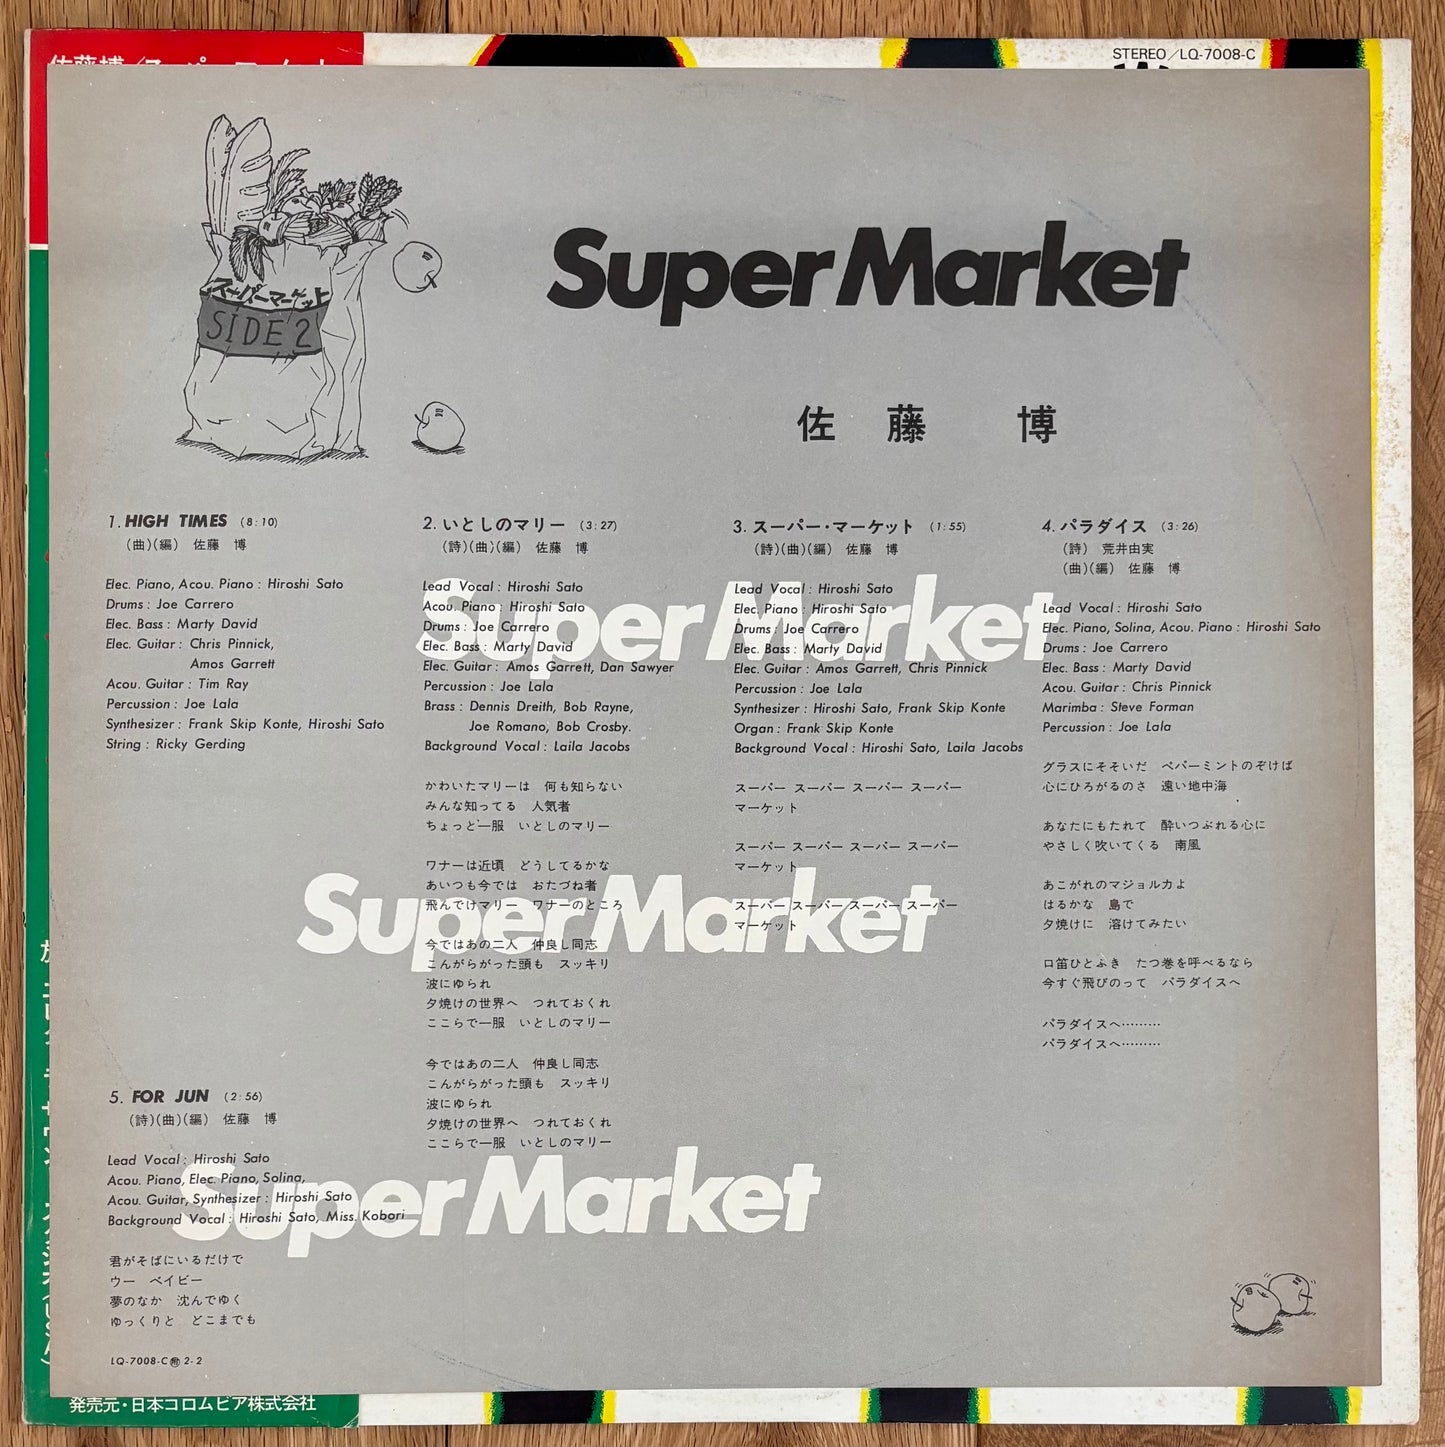 佐藤博/スーパーマーケット
STEREO/LQ-7008-C
スーパーマーケット
SIDE 2
Super Market
佐藤 博
1. HIGH TIMES (8:10)
(曲)(編) 佐藤 博
Elec. Piano, Acou. Piano : Hiroshi Sato
Drums : Joe Carrero
Elec. Bass : Marty David
Elec. Guitar : Chris Pinnick,
Amos Garrett
Acou. Guitar : Tim Ray
Percussion : Joe Lala
Synthesizer : Frank Skip Konte, Hiroshi Sato
String : Ricky Gerding
2. いとしのマリー (3:27)
(詩)(曲)(編) 佐藤 博
Lead Vocal : Hiroshi Sato
Acou. Piano : Hiroshi Sato
Drums : Joe Carrero
Elec. Bass : Marty David
Elec. Guitar : Amos Garrett, Dan Sawyer
Percussion : Joe Lala
Brass : Dennis Dreith, Bob Rayne,
Joe Romano, Bob Crosby.
Background Vocal : Laila Jacobs
かわいたマリーは 何も知らない
みんな知ってる 人気者
ちょっと一服 いとしのマリー
ワナーは近頃 どうしてるかな
あいつも今では おたづね者
飛んでけマリー ワナーのところ
今ではあの二人 仲良し同志
こんがらがった頭も スッキリ
波にゆられ
夕焼けの世界へ つれておくれ
ここらで一服 いとしのマリー
今ではあの二人 仲良し同志
こんがらがった頭も スッキリ
波にゆられ
夕焼けの世界へ つれておくれ
ここらで一服 いとしのマリー
3. スーパー・マーケット (1:55)
(詩)(曲)(編) 佐藤 博
Lead Vocal : Hiroshi Sato
Elec. Piano : Hiroshi Sato
Drums : Joe Carrero
Elec. Bass : Marty David
Elec. Guitar : Amos Garrett, Chris Pinnick
Percussion : Joe Lala
Synthesizer : Hiroshi Sato, Frank Skip Konte
Organ : Frank Skip Konte
Background Vocal : Hiroshi Sato, Laila Jacobs
スーパー スーパー スーパー スーパー
マーケット
スーパー スーパー スーパー スーパー
マーケット
スーパー スーパー スーパー スーパー
マーケット
4. パラダイス (3:26)
(詩) 荒井由実
(曲)(編) 佐藤 博
Lead Vocal : Hiroshi Sato
Elec. Piano, Solina, Acou. Piano : Hiroshi Sato
Drums : Joe Carrero
Elec. Bass : Marty David
Acou. Guitar : Chris Pinnick
Marimba : Steve Forman
Percussion : Joe Lala
グラスにそそいだ ペパーミントのぞけば
心にひろがるのさ 遠い地中海
あなたにもたれて 酔いつぶれる心に
やさしく吹いてくる 南風
あこがれのマジョルカよ
はるかな 島で
夕焼けに 溶けてみたい
口笛ひとふき たつ巻を呼べるなら
今すぐ飛びのって パラダイスへ
パラダイスへ………
パラダイスへ………
Super Market
Super Market
Super Market
5. FOR JUN (2:56)
(詩)(曲)(編) 佐藤 博
Lead Vocal : Hiroshi Sato
Acou. Piano, Elec. Piano, Solina,
Acou. Guitar, Synthesizer : Hiroshi Sato
Background Vocal : Hiroshi Sato, Miss. Kobori
君がそばにいるだけで
ウー ベイビー
夢のなか 沈んでゆく
ゆっくりと どこまでも
LQ-7008-C㊞2-2
発売元・日本コロムビア株式会社